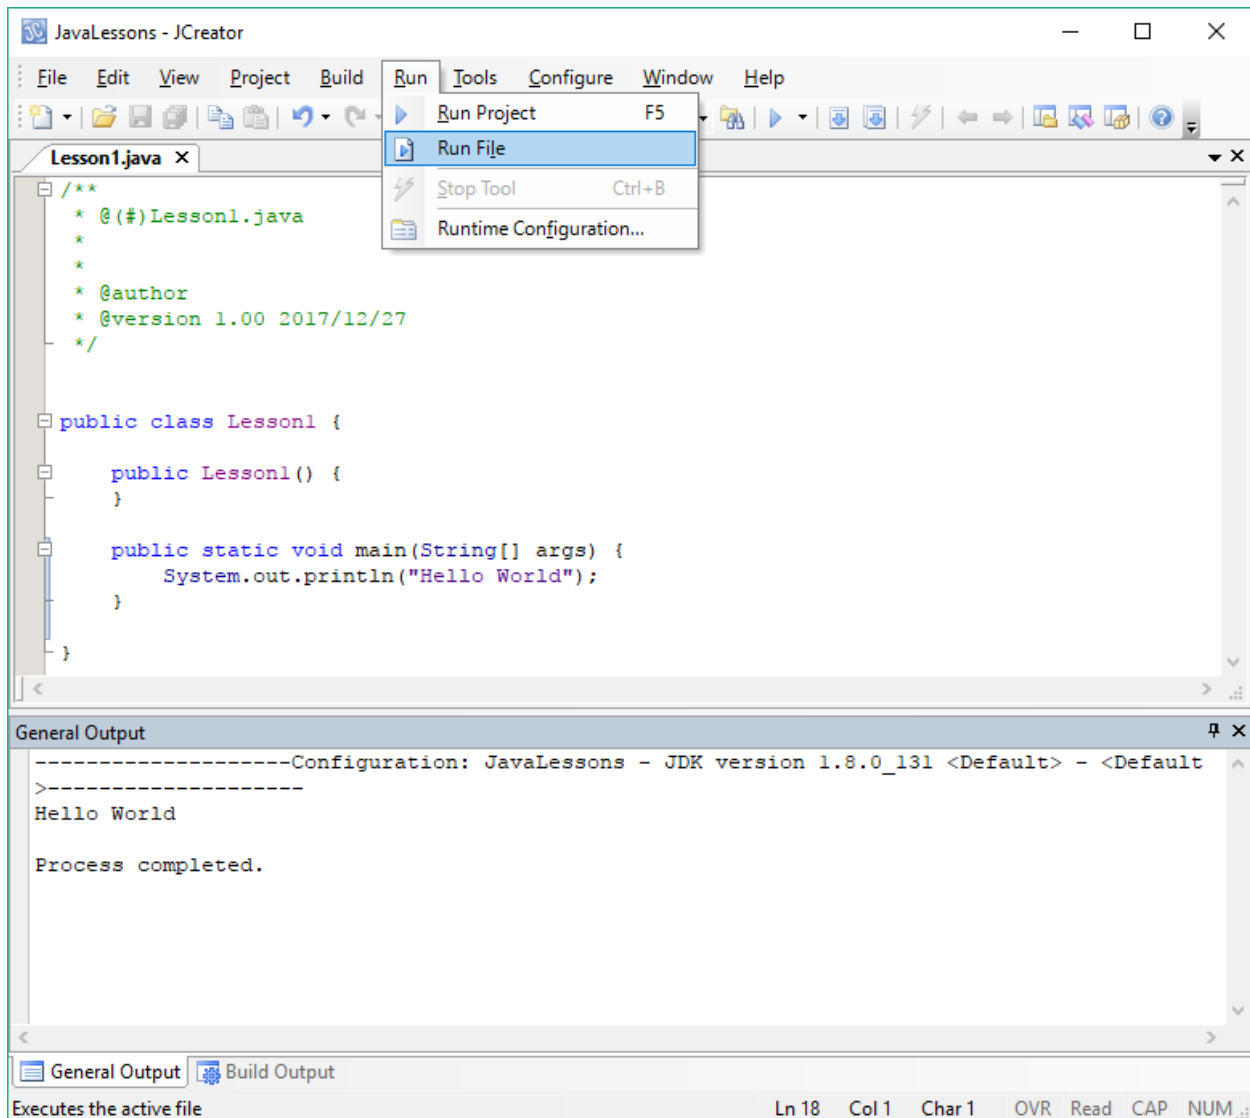 JavaLessons - JCreator
File Edit View Project Build Run Tools Configure Window Help
Run Project F5
Run File
Stop Tool Ctrl+B
Runtime Configuration...
Lesson1.java
/**
* @(#)Lesson1.java
*
*
* @author
* @version 1.00 2017/12/27
*/
public class Lesson1 {
public Lesson1() {
}
public static void main(String[] args) {
System.out.println("Hello World");
}
}
General Output
--------------------Configuration: JavaLessons - JDK version 1.8.0_131 <Default> - <Default
>--------------------
Hello World
Process completed.
General Output Build Output
Executes the active file Ln 18 Col 1 Char 1 OVR Read CAP NUM